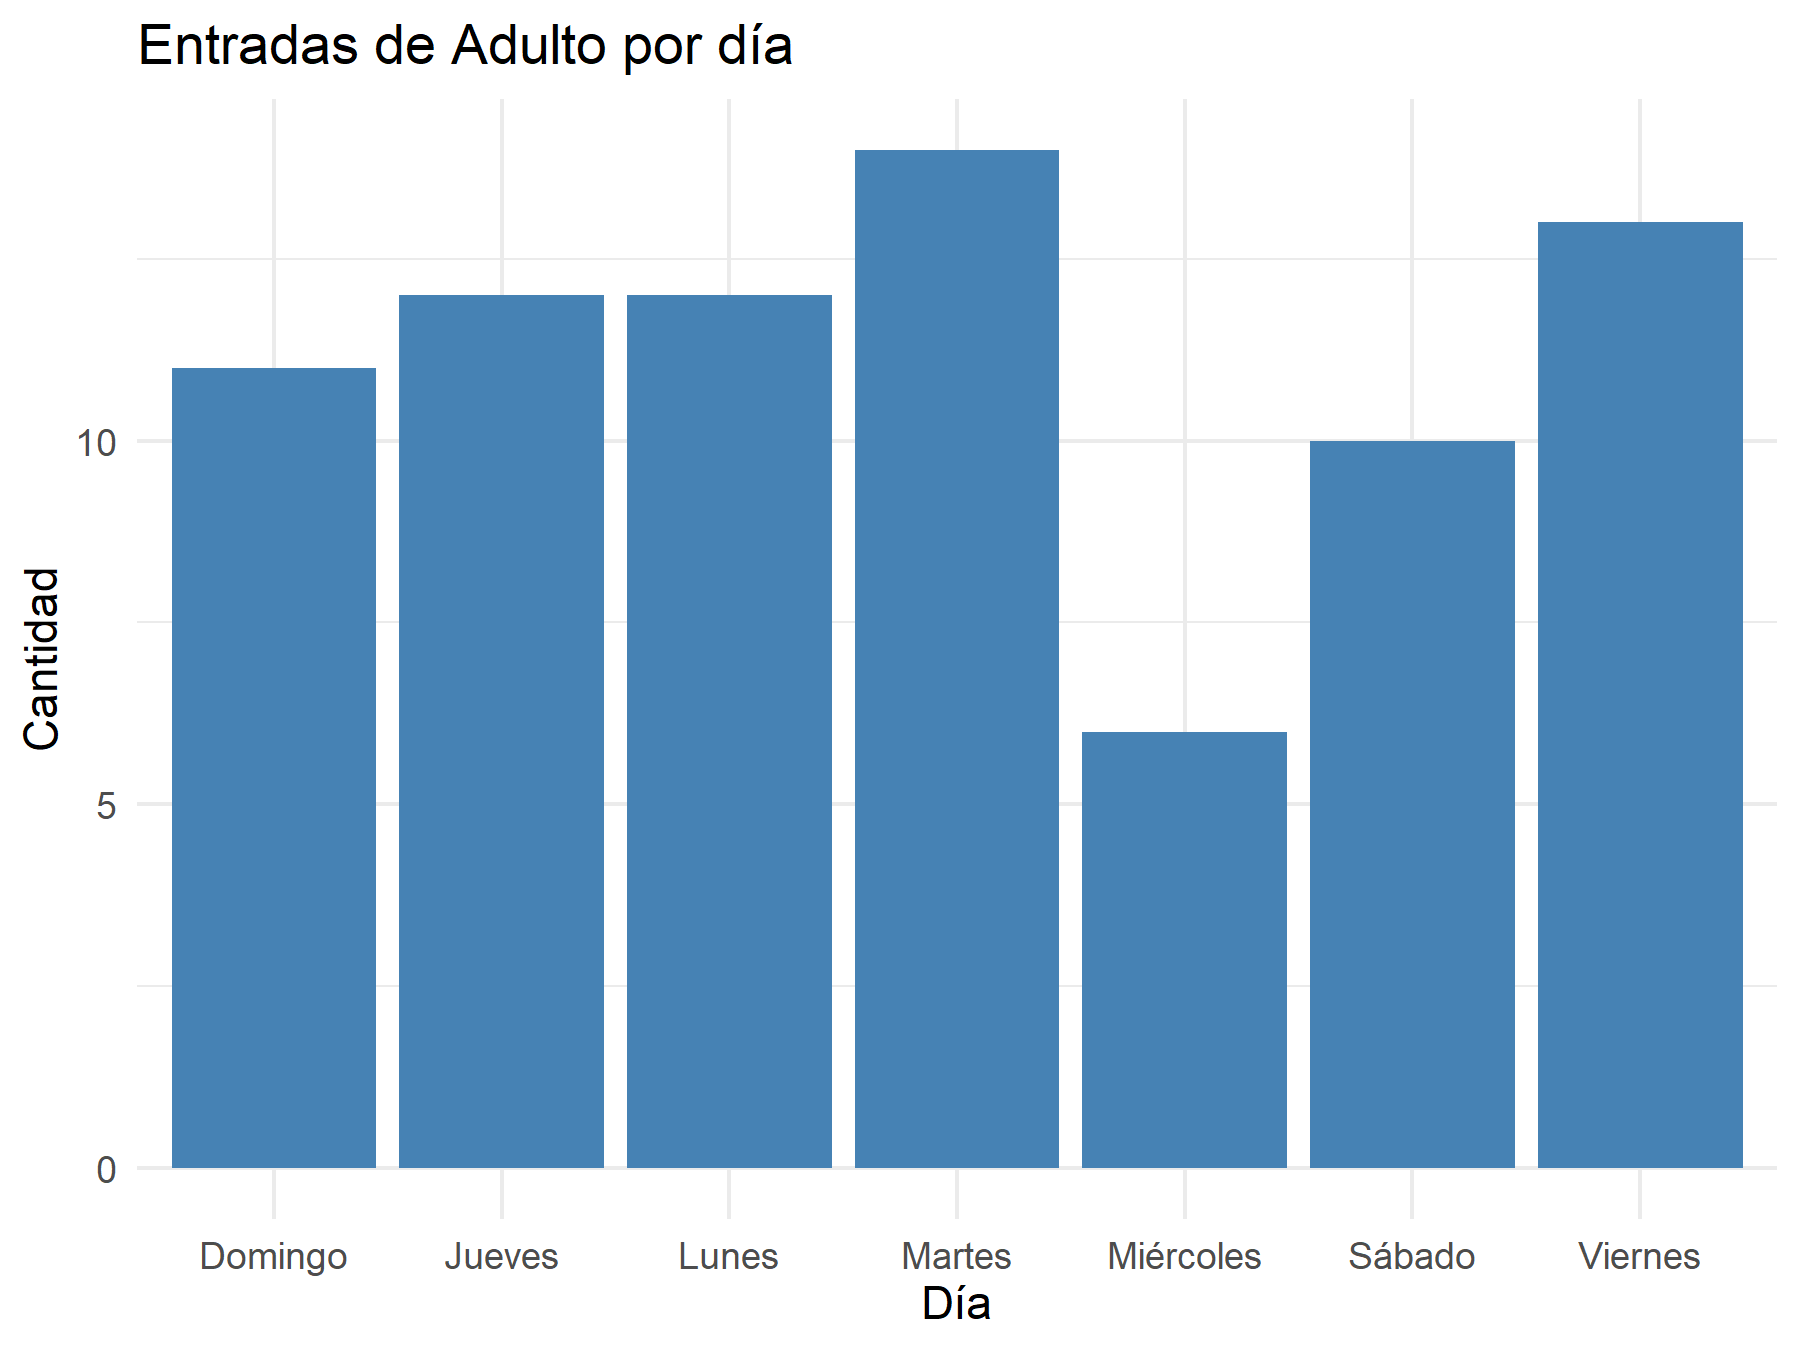 Entradas de Adulto por día
Cantidad
10
5
0
Domingo Jueves Lunes Martes Miércoles Sábado Viernes
Día